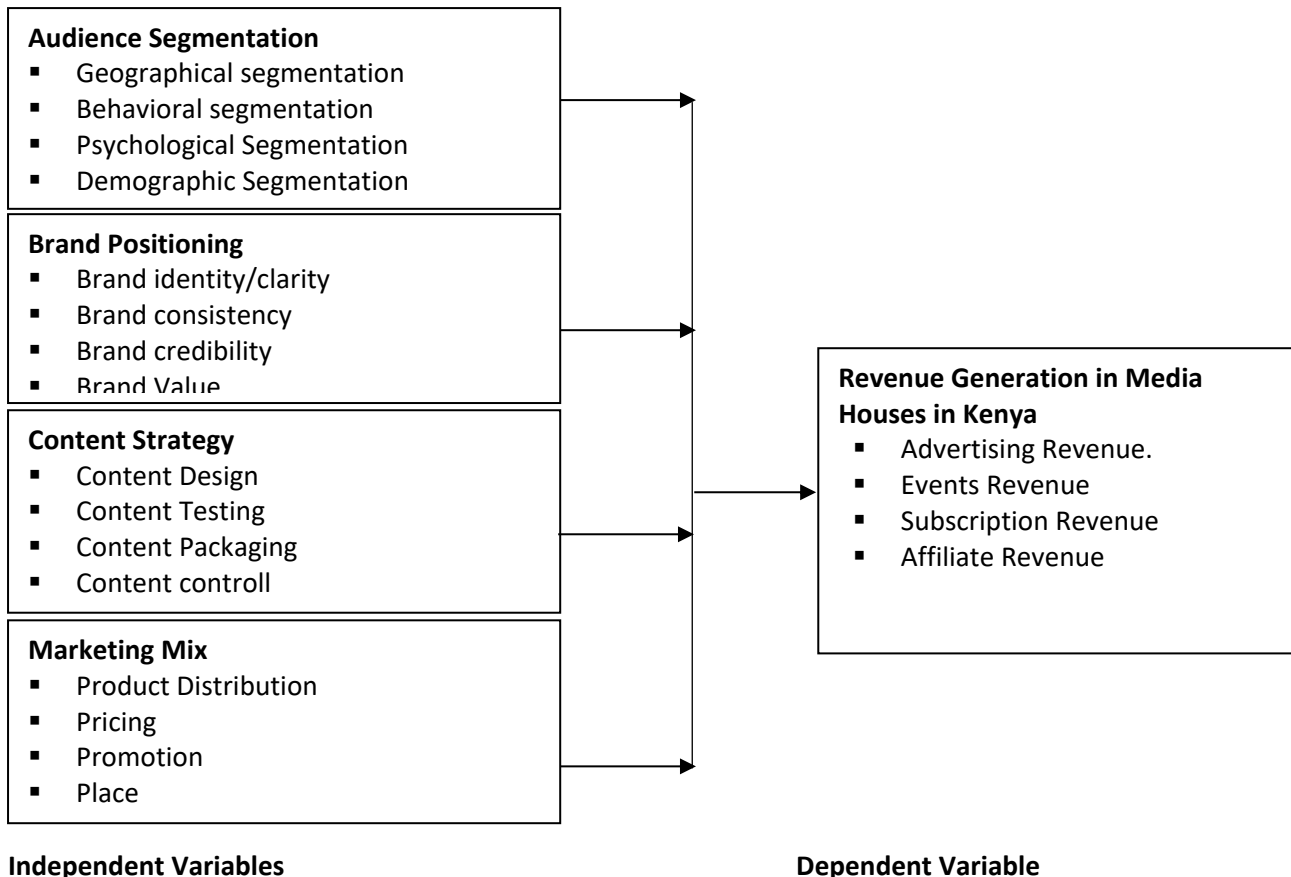 Audience Segmentation
▪ Geographical segmentation
▪ Behavioral segmentation
▪ Psychological Segmentation
▪ Demographic Segmentation
Brand Positioning
▪ Brand identity/clarity
▪ Brand consistency
▪ Brand credibility
▪ Brand Value
Content Strategy
▪ Content Design
▪ Content Testing
▪ Content Packaging
▪ Content controll
Marketing Mix
▪ Product Distribution
▪ Pricing
▪ Promotion
▪ Place
Revenue Generation in Media
Houses in Kenya
▪ Advertising Revenue.
▪ Events Revenue
▪ Subscription Revenue
▪ Affiliate Revenue
Independent Variables
Dependent Variable